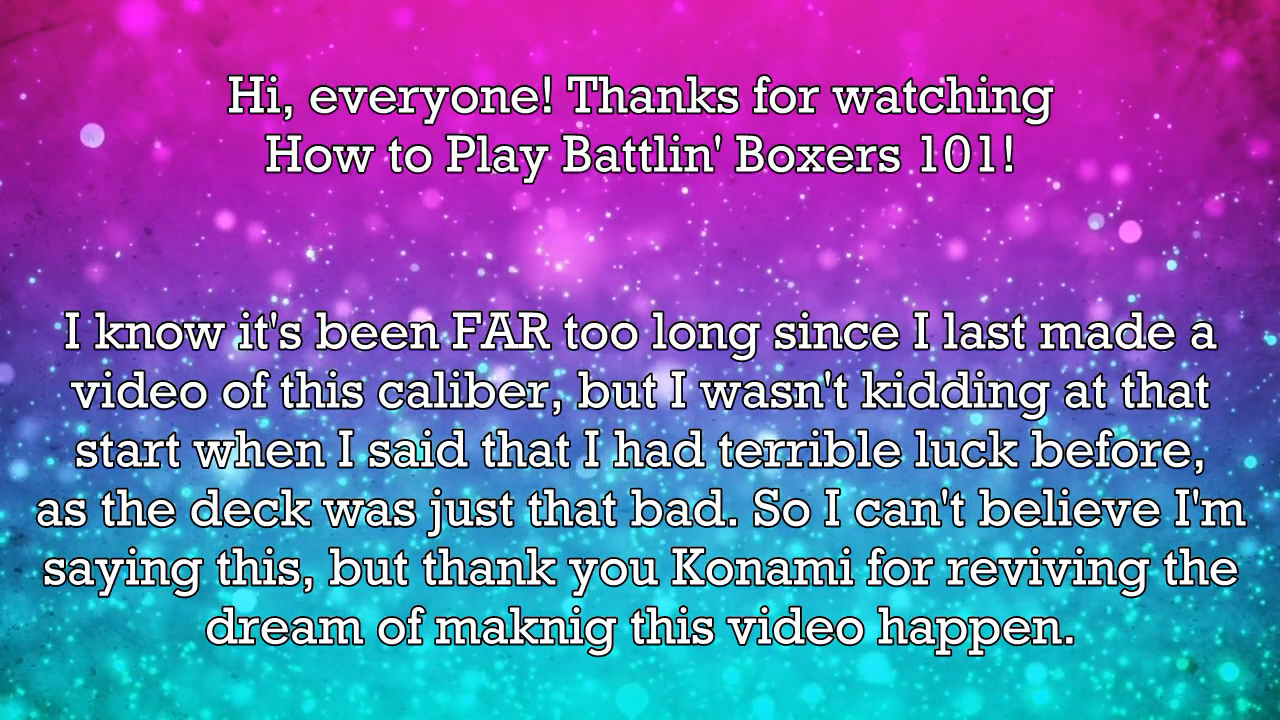 Hi, everyone! Thanks for watching
How to Play Battlin' Boxers 101!
I know it's been FAR too long since I last made a
video of this caliber, but I wasn't kidding at that
start when I said that I had terrible luck before,
as the deck was just that bad. So I can't believe I'm
saying this, but thank you Konami for reviving the
dream of maknig this video happen.